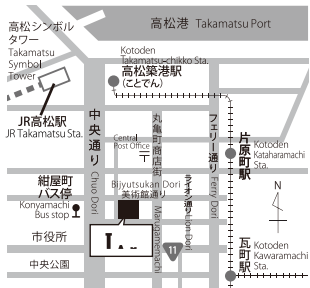 高松シンボル
タワー
Takamatsu
Symbol
Tower
高松港 Takamatsu Port
Kotoden
Takamatsu-chikko Sta.
高松築港駅
(ことでん)
JR高松駅
JR Takamatsu Sta.
中央通り
Chuo Dori
Central
Post Office
丸亀町商店街
Marugamemachi
フェリー通り
Ferry Dori
片原町駅
Kotoden
Kataharamachi
Sta.
紺屋町
バス停
Konyamachi
Bus stop
Bijyutsukan Dori
美術館通り
ライオン通り
Lion Dori
N
市役所
11
中央公園
瓦町駅
Kotoden
Kawaramachi
Sta.